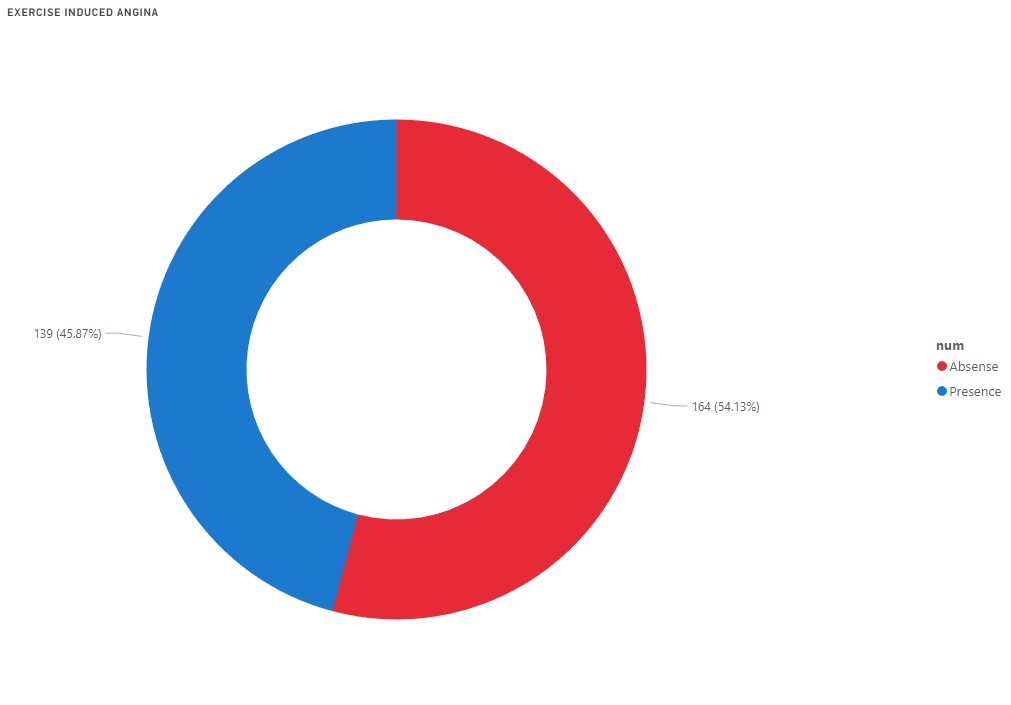 EXERCISE INDUCED ANGINA
139 (45.87%)
164 (54.13%)
num
Absense
Presence